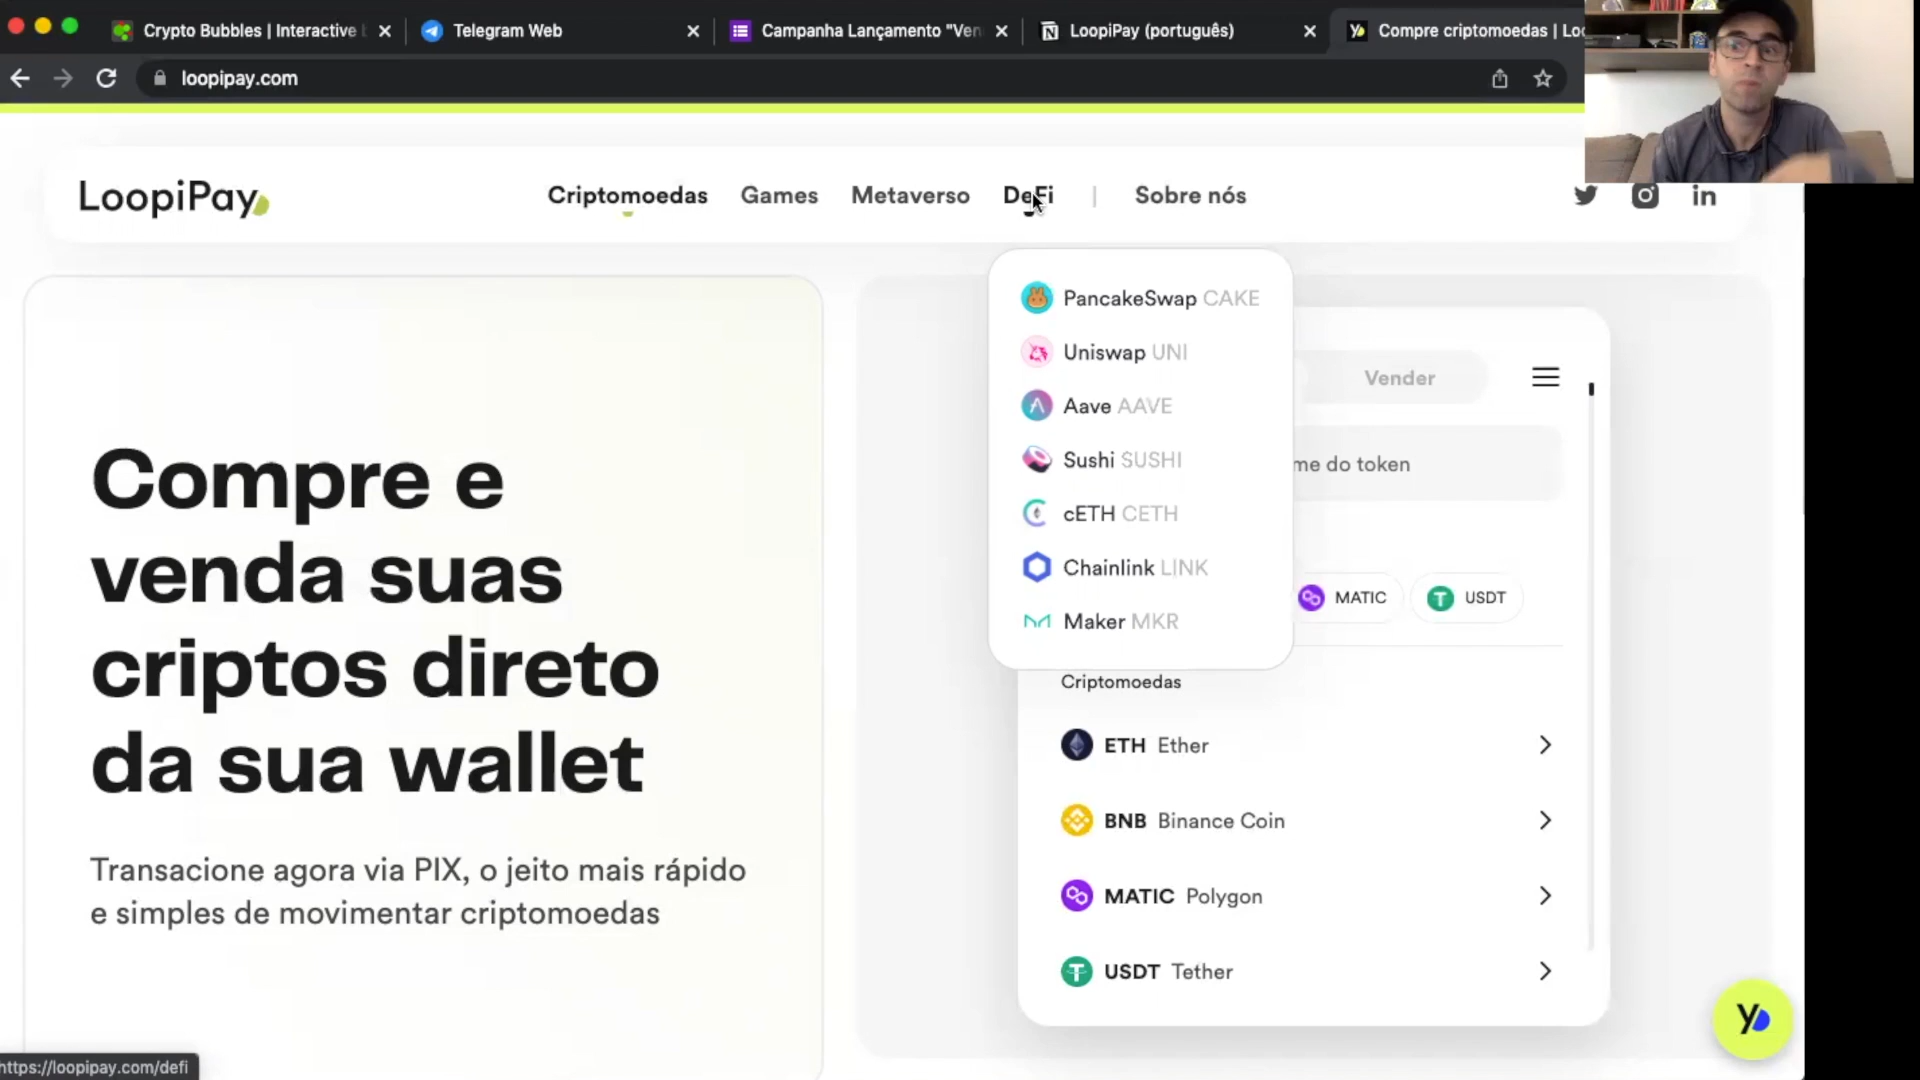 Crypto Bubbles | Interactive
Telegram Web
Campanha Lançamento "Ven
LoopiPay (português)
Compre criptomoedas | Loo
loopipay.com
LoopiPay
Criptomoedas
Games
Metaverso
DeFi
|
Sobre nós
in
PancakeSwap CAKE
Uniswap UNI
Aave AAVE
Sushi SUSHI
cETH CETH
Chainlink LINK
Maker MKR
Vender
me do token
MATIC
USDT
Criptomoedas
ETH Ether
BNB Binance Coin
MATIC Polygon
USDT Tether
Compre e
venda suas
criptos direto
da sua wallet
Transacione agora via PIX, o jeito mais rápido
e simples de movimentar criptomoedas
https://loopipay.com/defi